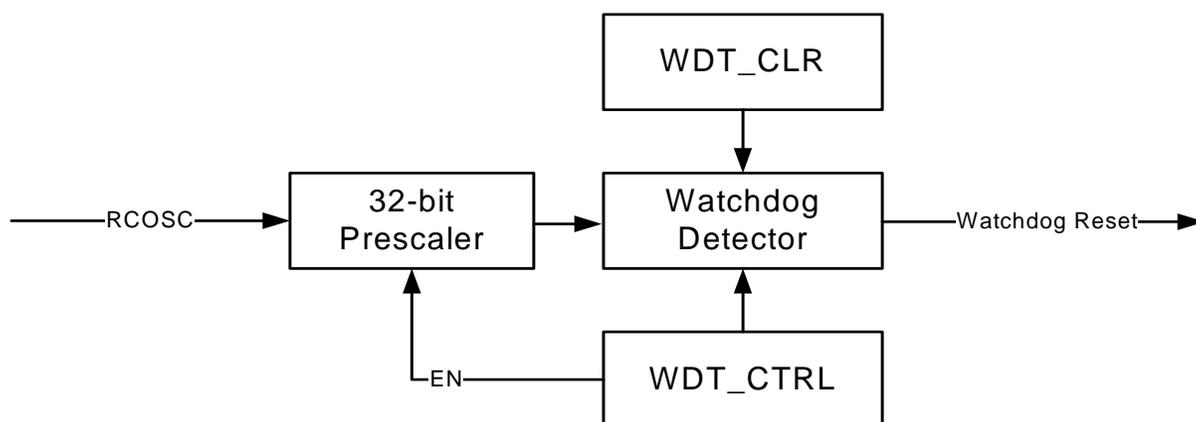 WDT_CLR
RCOSC
32-bit
Prescaler
Watchdog
Detector
Watchdog Reset
EN
WDT_CTRL